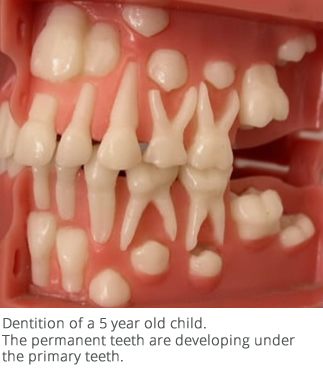 Dentition of a 5 year old child.
The permanent teeth are developing under
the primary teeth.